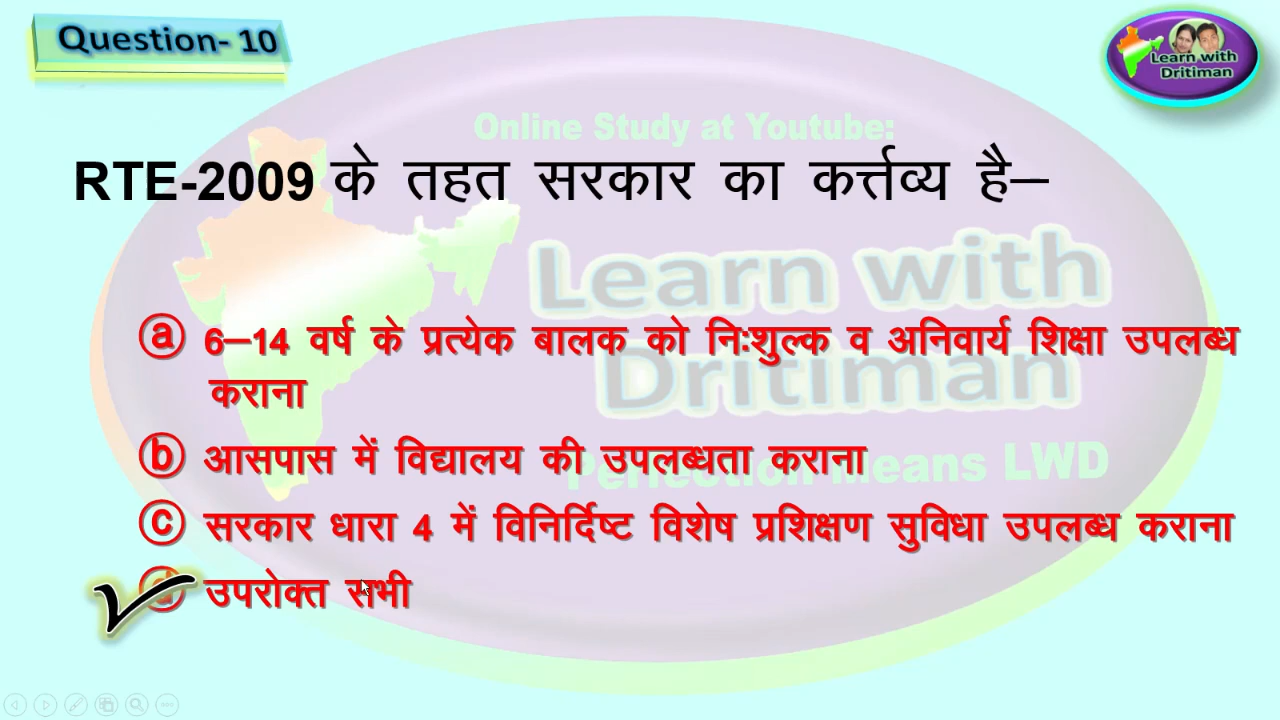 Question- 10
Learn with
Dritiman
Online Study at Youtube:
RTE-2009 के तहत सरकार का कर्त्तव्य है–
Learn with
Dritiman
ⓐ 6–14 वर्ष के प्रत्येक बालक को निःशुल्क व अनिवार्य शिक्षा उपलब्ध
कराना
ⓑ आसपास में विद्यालय की उपलब्धता कराना
Perfection Means LWD
ⓒ सरकार धारा 4 में विनिर्दिष्ट विशेष प्रशिक्षण सुविधा उपलब्ध कराना
ⓓ उपरोक्त सभी